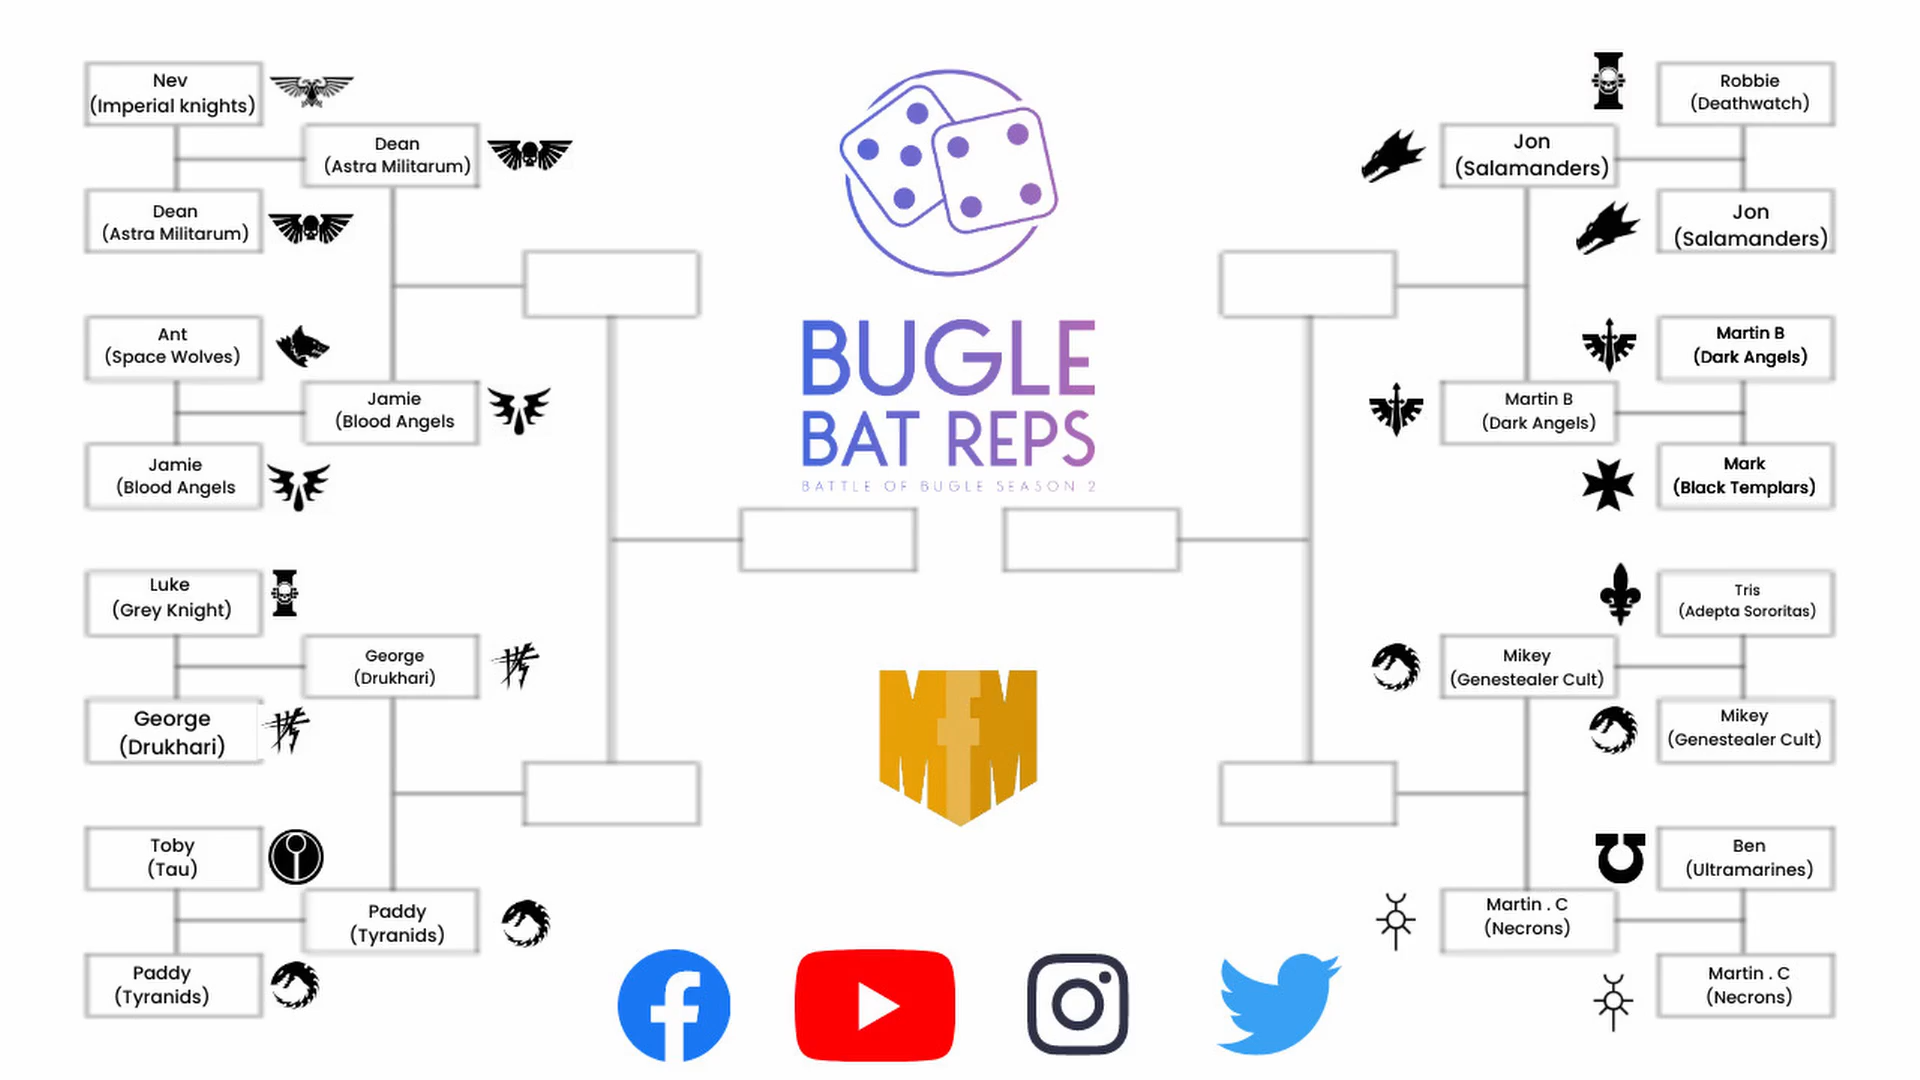 Nev
(Imperial knights)
Dean
(Astra Militarum)
Dean
(Astra Militarum)
Ant
(Space Wolves)
Jamie
(Blood Angels
Jamie
(Blood Angels
Luke
(Grey Knight)
George
(Drukhari)
George
(Drukhari)
Toby
(Tau)
Paddy
(Tyranids)
Paddy
(Tyranids)
BUGLE
BAT REPS
BATTLE OF BUGLE SEASON 2
MfM
Robbie
(Deathwatch)
Jon
(Salamanders)
Jon
(Salamanders)
Martin B
(Dark Angels)
Martin B
(Dark Angels)
Mark
(Black Templars)
Tris
(Adepta Sororitas)
Mikey
(Genestealer Cult)
Mikey
(Genestealer Cult)
Ben
(Ultramarines)
Martin . C
(Necrons)
Martin . C
(Necrons)